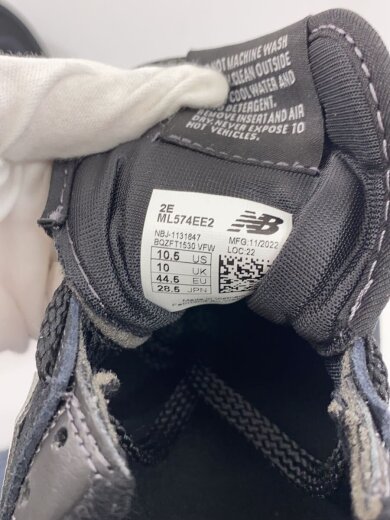 NOT MACHINE WASH
CLEAN OUTSIDE
COOL WATER AND
DETERGENT.
REMOVE INSERT AND AIR
DRY. NEVER EXPOSE TO
HOT VEHICLES.
2E
ML574EE2
NB
NBJ-1131647
BQZFT1530 VFW
MFG:11/2022
LOC:22
10.5 US
10 UK
44.5 EU
28.5 JPN